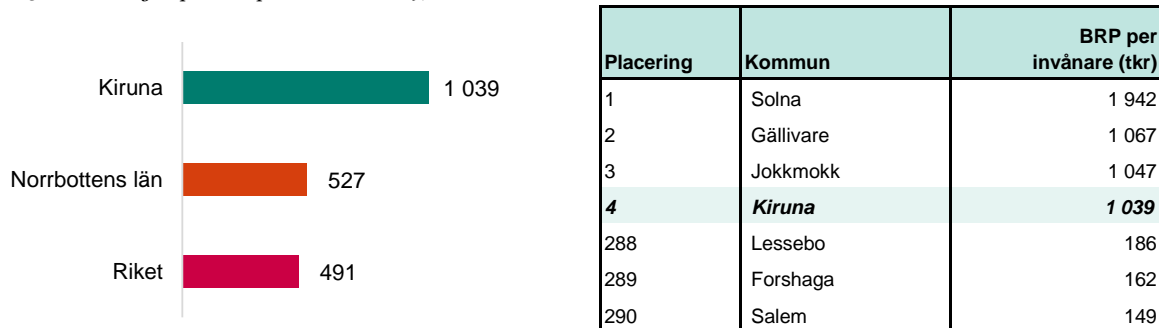 Kiruna 1 039
Norrbottens län 527
Riket 491
Placering Kommun BRP per invånare (tkr)
1 Solna 1 942
2 Gällivare 1 067
3 Jokkmokk 1 047
4 Kiruna 1 039
288 Lessebo 186
289 Forshaga 162
290 Salem 149